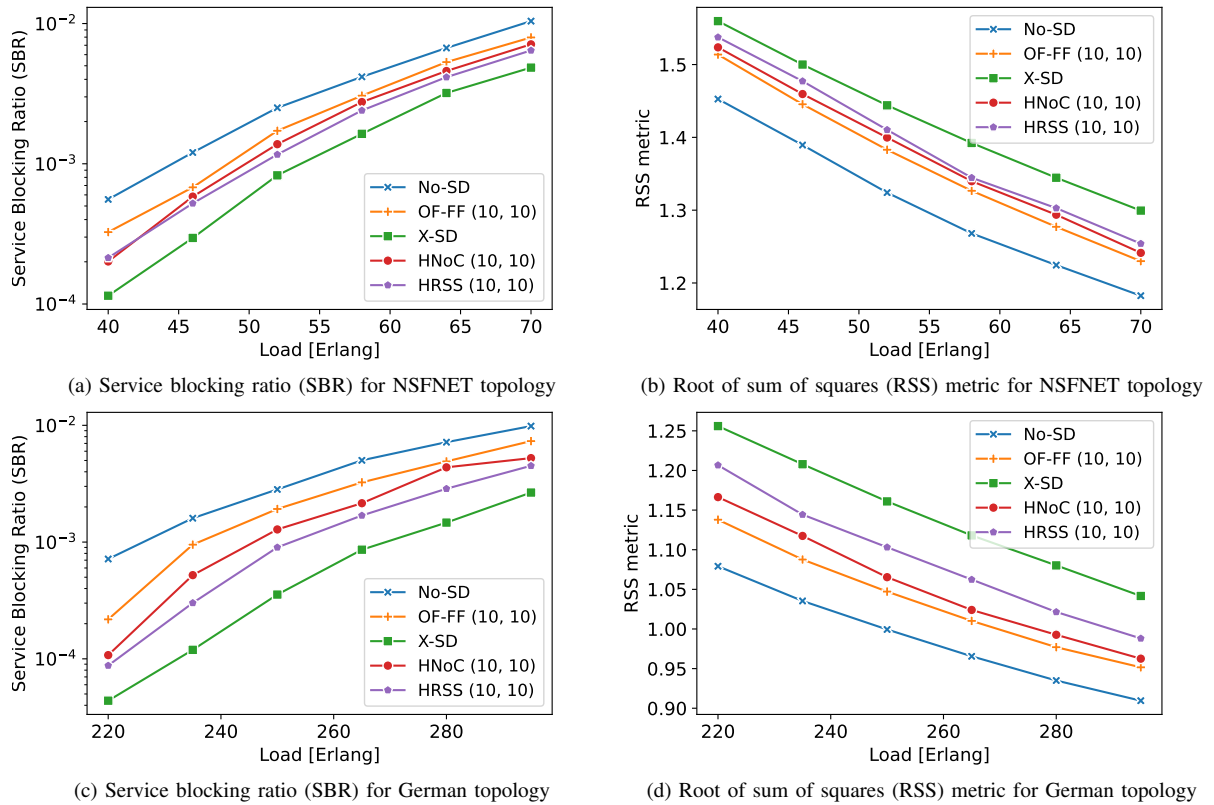 10⁻²
10⁻³
10⁻⁴
Service Blocking Ratio (SBR)
No-SD
OF-FF (10, 10)
X-SD
HNoC (10, 10)
HRSS (10, 10)
40 45 50 55 60 65 70
Load [Erlang]
(a) Service blocking ratio (SBR) for NSFNET topology
1.5
1.4
1.3
1.2
RSS metric
No-SD
OF-FF (10, 10)
X-SD
HNoC (10, 10)
HRSS (10, 10)
40 45 50 55 60 65 70
Load [Erlang]
(b) Root of sum of squares (RSS) metric for NSFNET topology
10⁻²
10⁻³
10⁻⁴
Service Blocking Ratio (SBR)
No-SD
OF-FF (10, 10)
X-SD
HNoC (10, 10)
HRSS (10, 10)
220 240 260 280
Load [Erlang]
(c) Service blocking ratio (SBR) for German topology
1.25
1.20
1.15
1.10
1.05
1.00
0.95
0.90
RSS metric
No-SD
OF-FF (10, 10)
X-SD
HNoC (10, 10)
HRSS (10, 10)
220 240 260 280
Load [Erlang]
(d) Root of sum of squares (RSS) metric for German topology